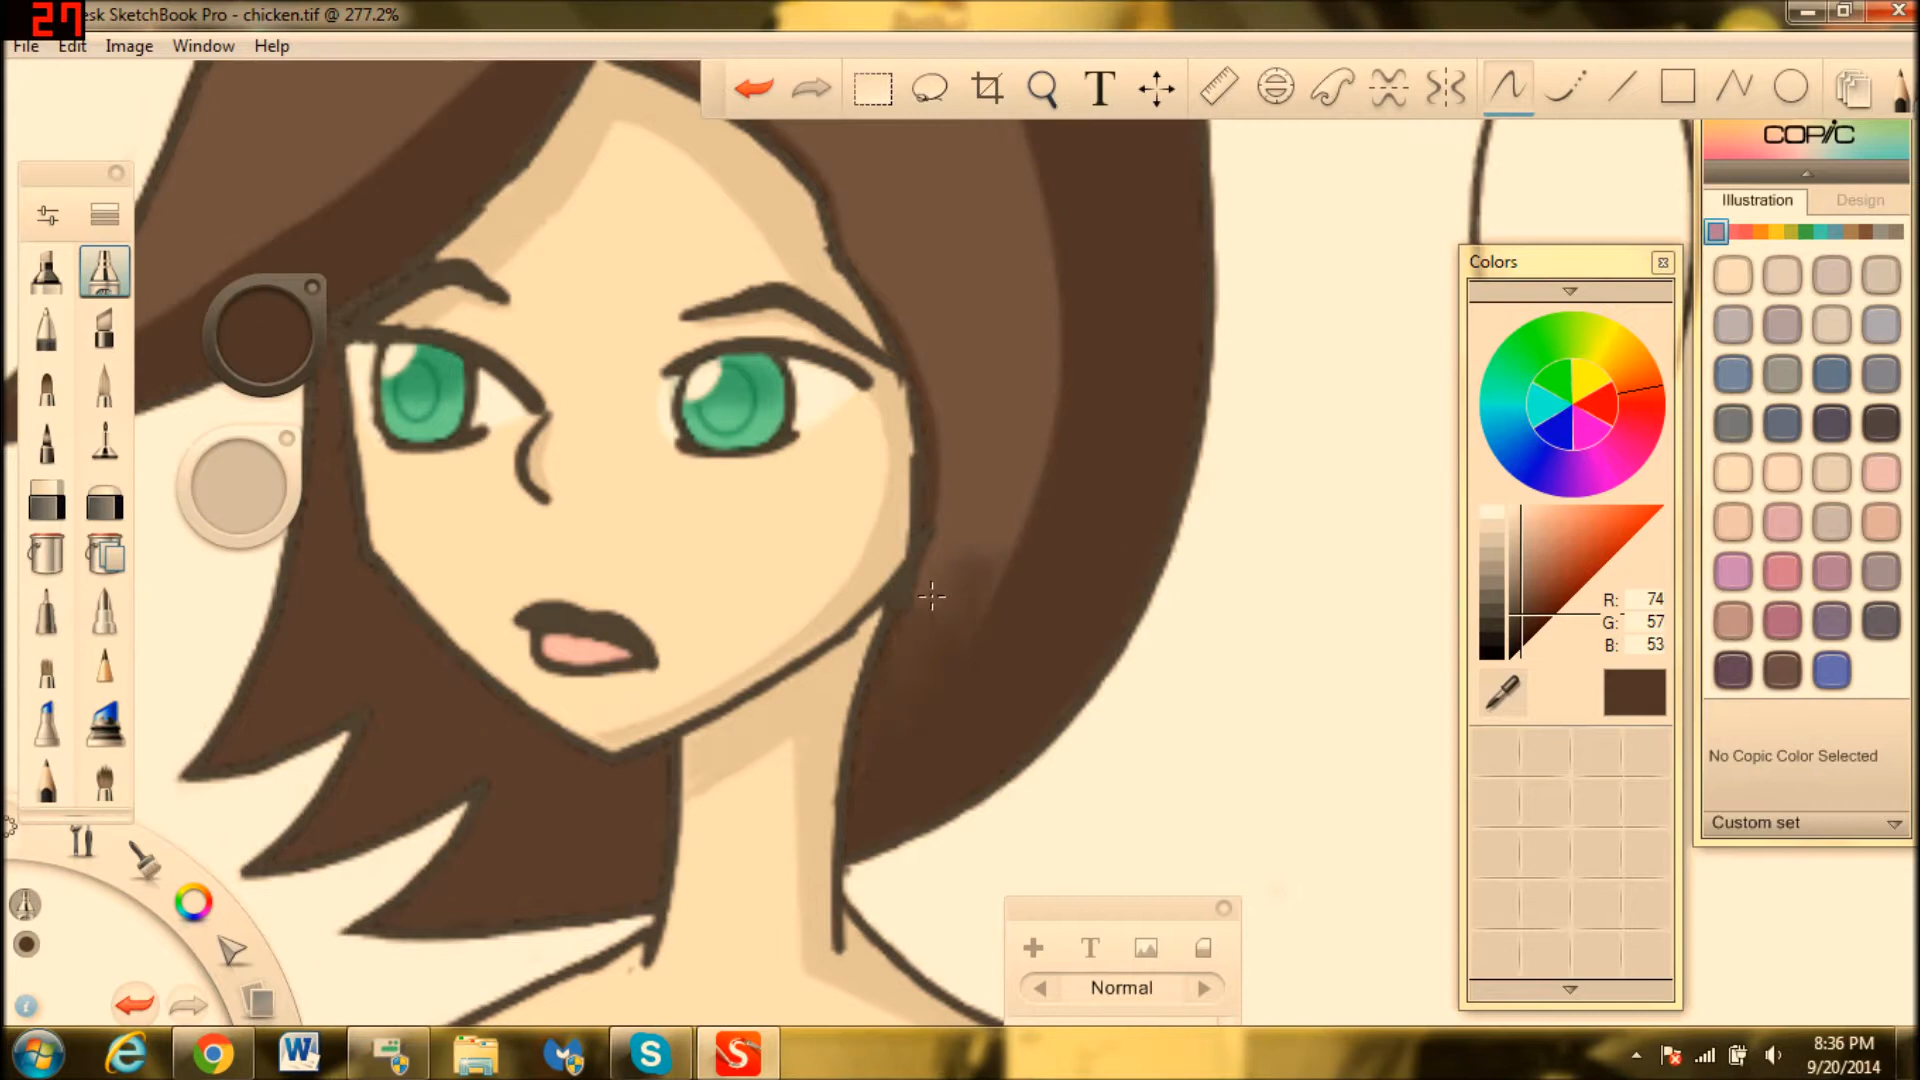 27
esk SketchBook Pro - chicken.tif @ 277.2%
File Edit Image Window Help
T
COPIC
Illustration Design
Colors
R: 74
G: 57
B: 53
No Copic Color Selected
Custom set
T
Normal
8:36 PM
9/20/2014